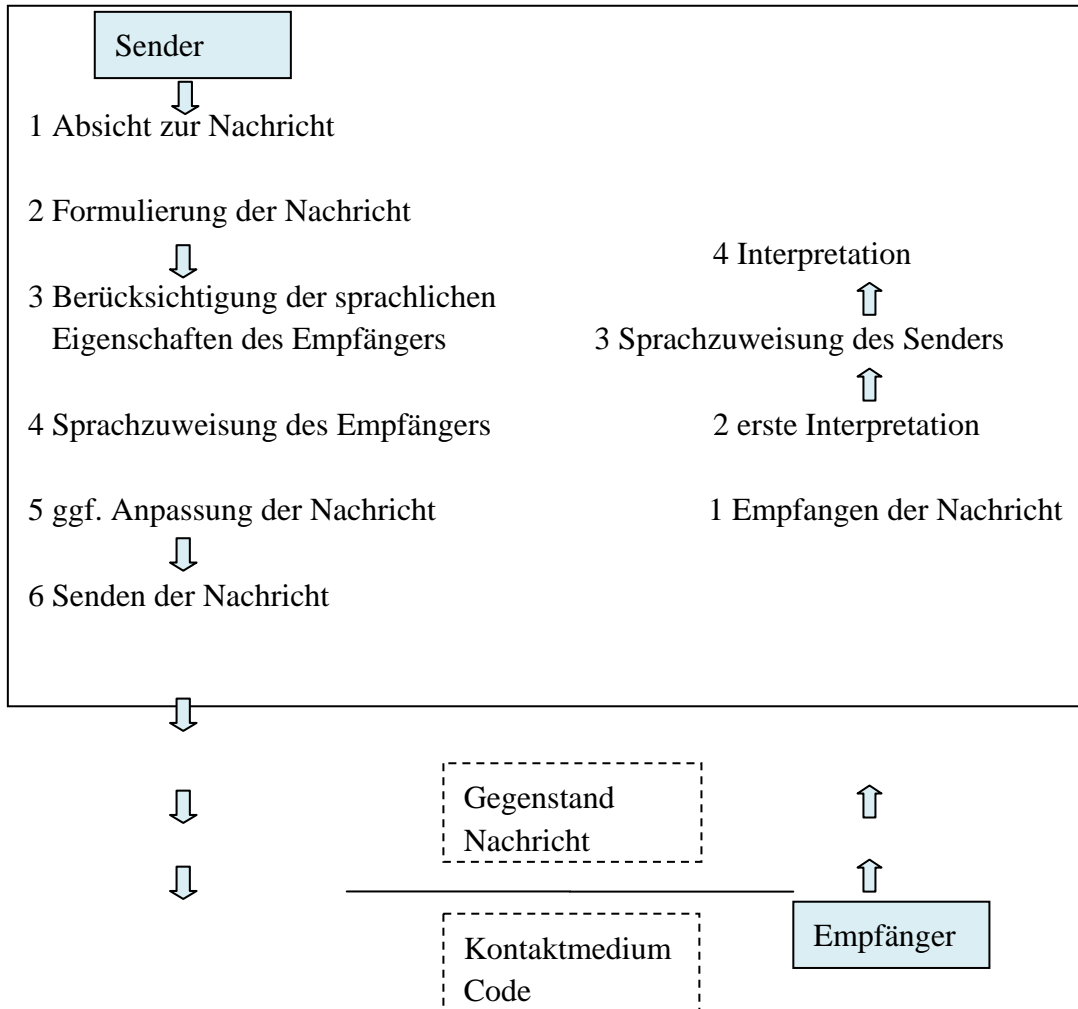 Sender
1 Absicht zur Nachricht
2 Formulierung der Nachricht
3 Berücksichtigung der sprachlichen
Eigenschaften des Empfängers
4 Sprachzuweisung des Empfängers
5 ggf. Anpassung der Nachricht
6 Senden der Nachricht
4 Interpretation
3 Sprachzuweisung des Senders
2 erste Interpretation
1 Empfangen der Nachricht
Gegenstand
Nachricht
Kontaktmedium
Code
Empfänger